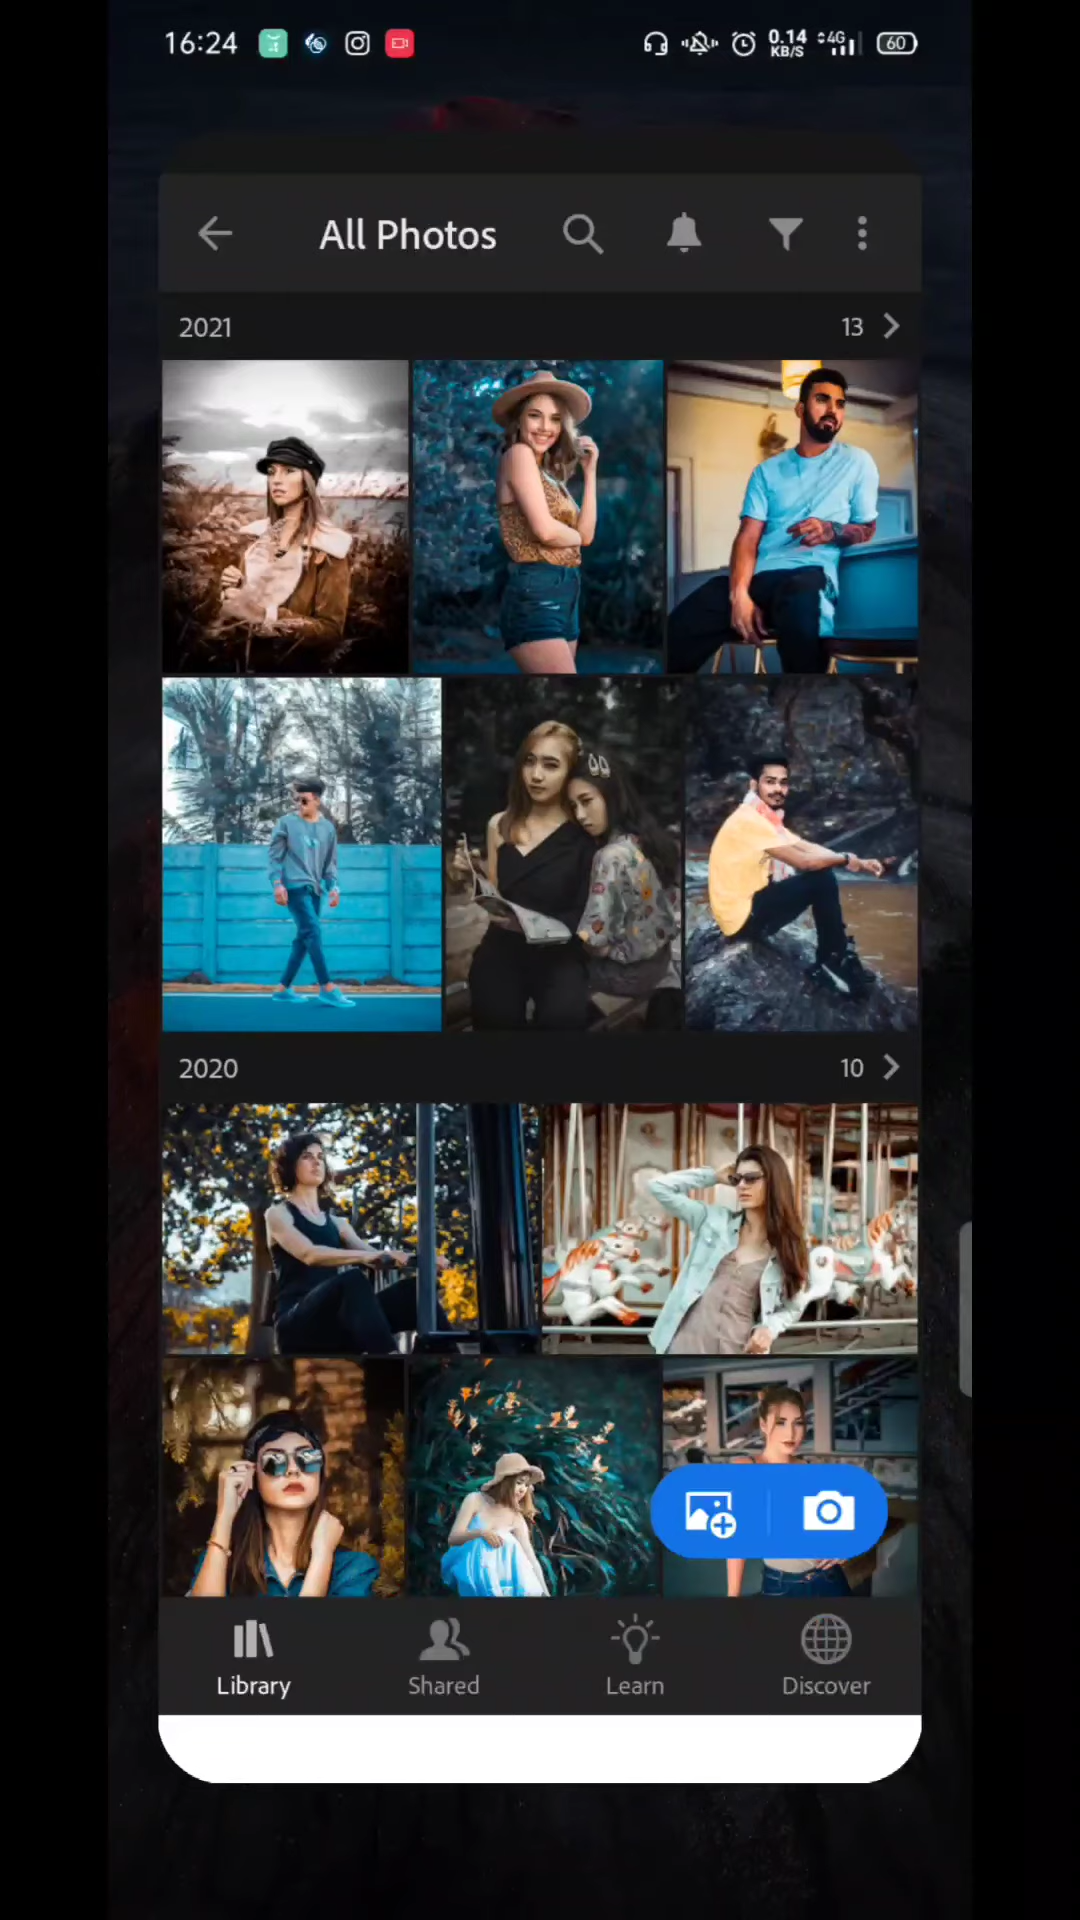 16:24
0.14
KB/S
4G
60
All Photos
2021
13
2020
10
Library
Shared
Learn
Discover